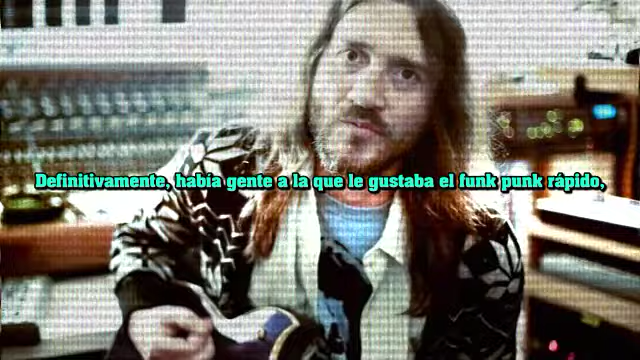 Definitivamente, había gente a la que le gustaba el funk punk rápido,